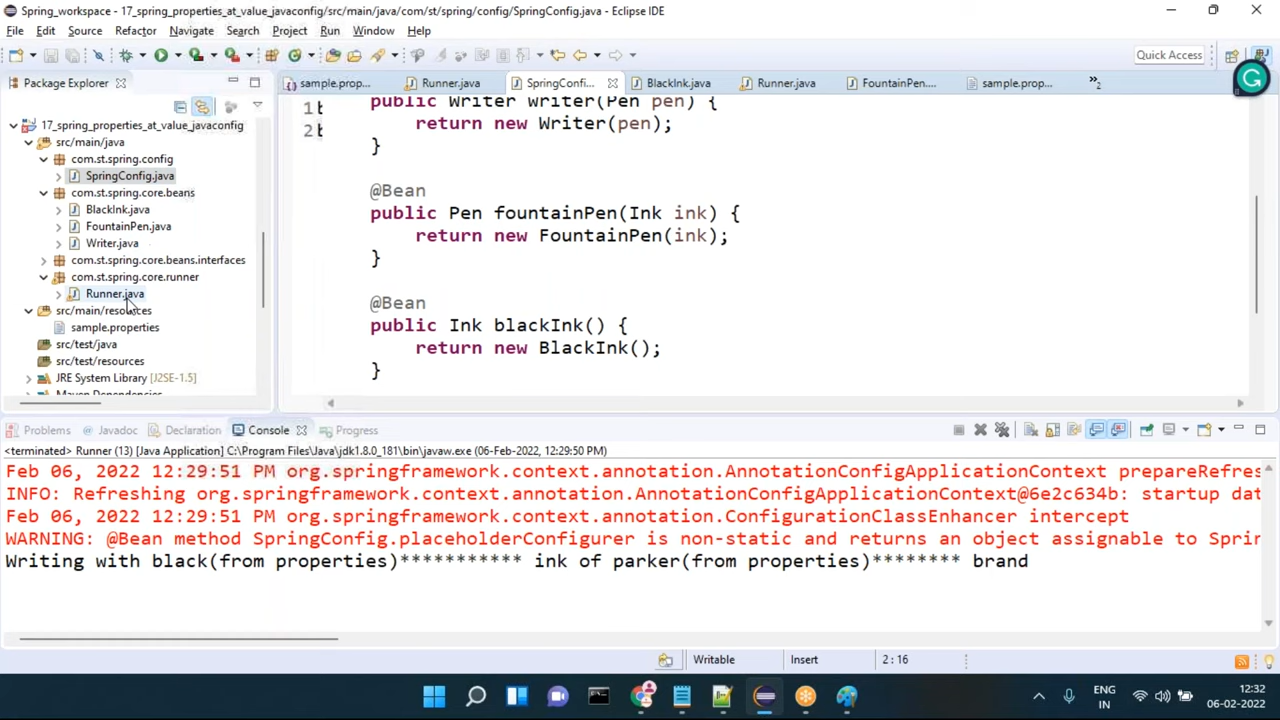 Spring_workspace - 17_spring_properties_at_value_javaconfig/src/main/java/com/st/spring/config/SpringConfig.java - Eclipse IDE
File Edit Source Refactor Navigate Search Project Run Window Help
Quick Access
Package Explorer
sample.prop... Runner.java SpringConfi... BlackInk.java Runner.java FountainPen.... sample.prop... »2
17_spring_properties_at_value_javaconfig
src/main/java
com.st.spring.config
SpringConfig.java
com.st.spring.core.beans
BlackInk.java
FountainPen.java
Writer.java
com.st.spring.core.beans.interfaces
com.st.spring.core.runner
Runner.java
src/main/resources
sample.properties
src/test/java
src/test/resources
JRE System Library [J2SE-1.5]
Maven Dependencies
1
2
public Writer writer(Pen pen) {
return new Writer(pen);
}
@Bean
public Pen fountainPen(Ink ink) {
return new FountainPen(ink);
}
@Bean
public Ink blackInk() {
return new BlackInk();
}
Problems Javadoc Declaration Console Progress
<terminated> Runner (13) [Java Application] C:\Program Files\Java\jdk1.8.0_181\bin\javaw.exe (06-Feb-2022, 12:29:50 PM)
Feb 06, 2022 12:29:51 PM org.springframework.context.annotation.AnnotationConfigApplicationContext prepareRefres
INFO: Refreshing org.springframework.context.annotation.AnnotationConfigApplicationContext@6e2c634b: startup dat
Feb 06, 2022 12:29:51 PM org.springframework.context.annotation.ConfigurationClassEnhancer intercept
WARNING: @Bean method SpringConfig.placeholderConfigurer is non-static and returns an object assignable to Sprin
Writing with black(from properties)*********** ink of parker(from properties)******** brand
Writable Insert 2 : 16
ENG
IN
12:32
06-02-2022